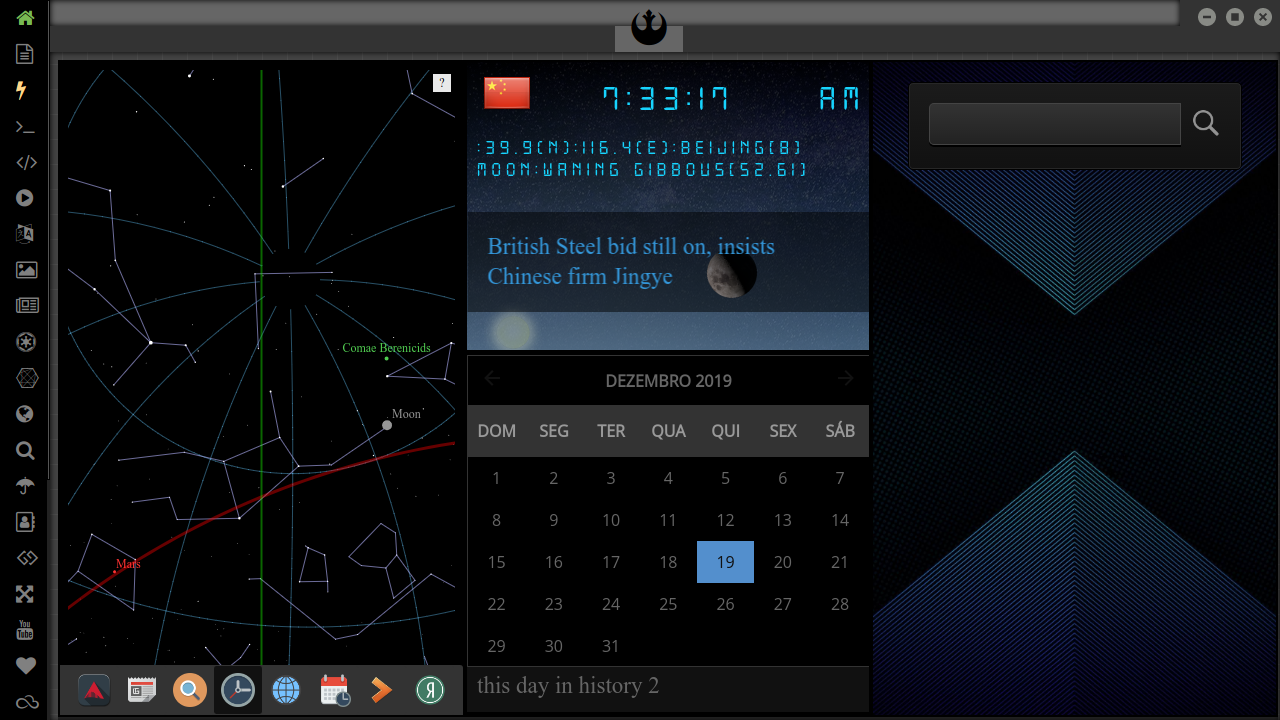 ?
Comae Berenicids
Moon
Mars
7:33:17 AM
:39.9(N):116.4(E):BEIJING(8)
MOON:WANING GIBBOUS(52.61)
British Steel bid still on, insists
Chinese firm Jingye
DEZEMBRO 2019
DOM SEG TER QUA QUI SEX SÁB
1 2 3 4 5 6 7
8 9 10 11 12 13 14
15 16 17 18 19 20 21
22 23 24 25 26 27 28
29 30 31
this day in history 2
You
Tube
Я